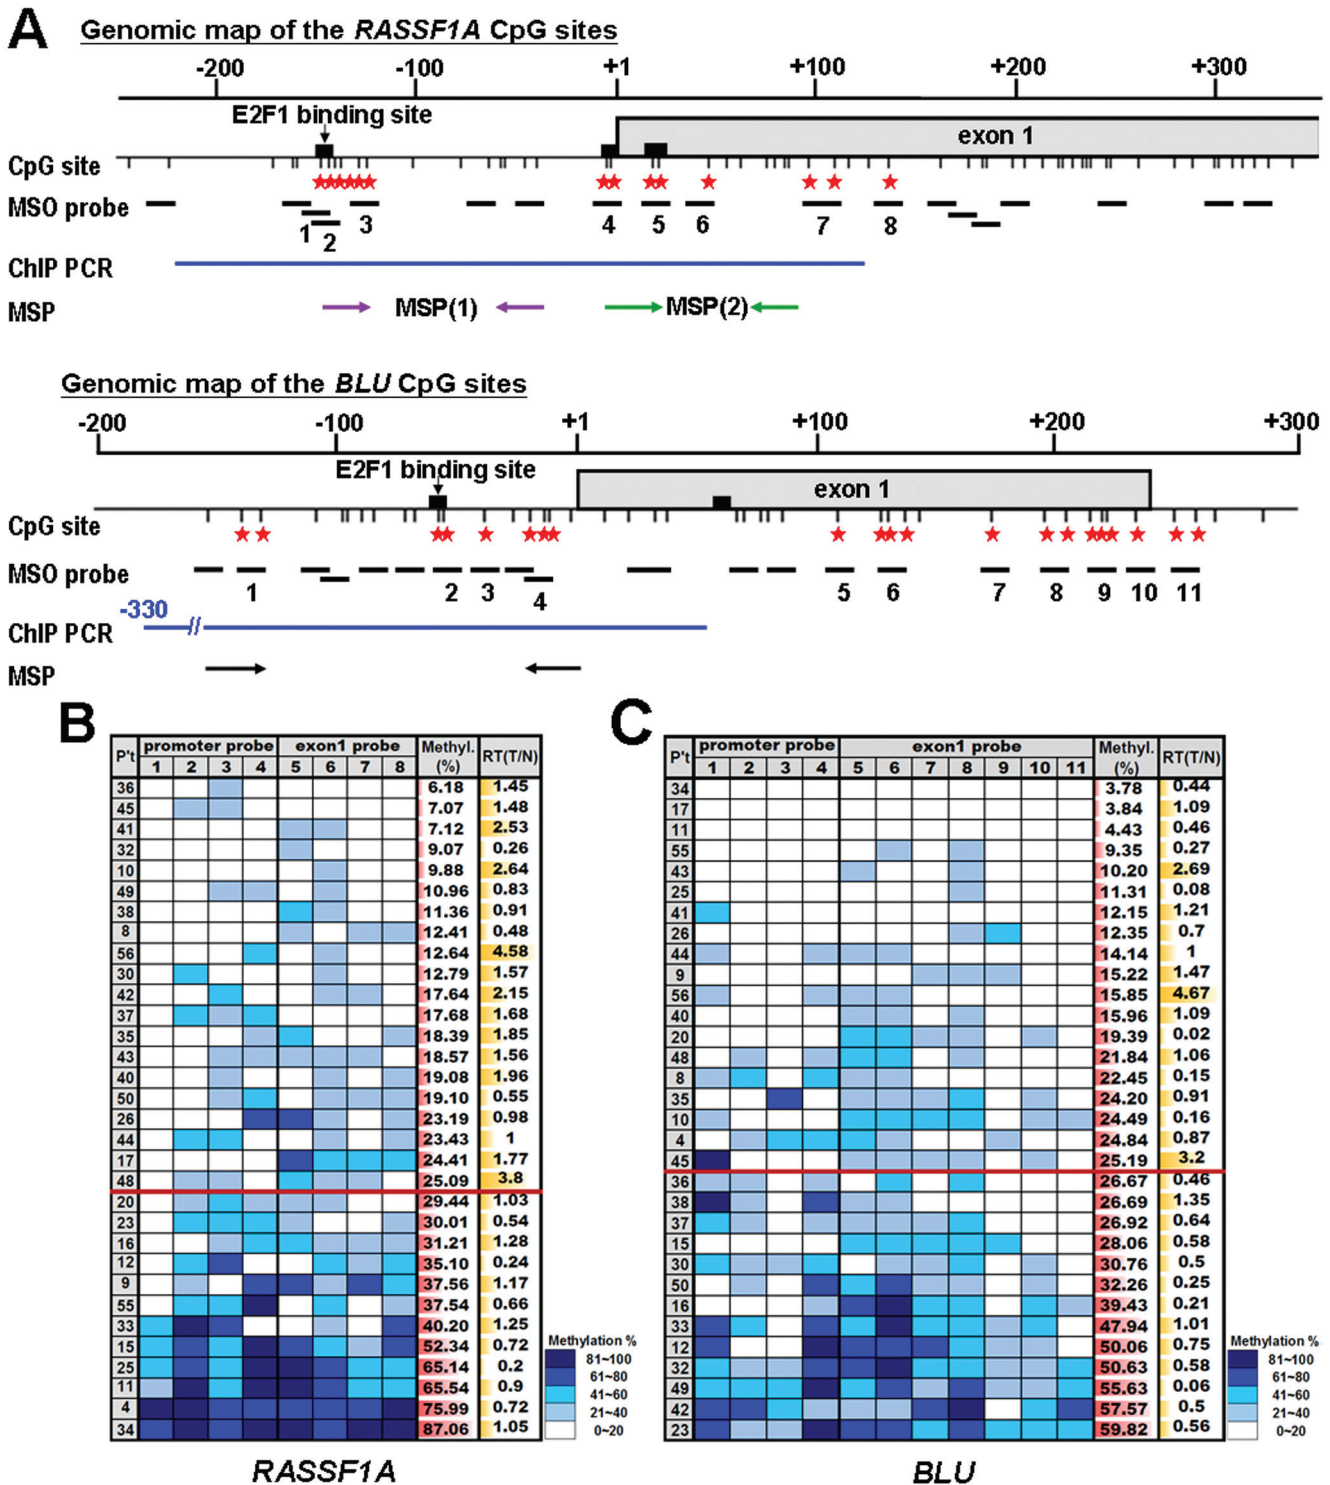 A
Genomic map of the RASSF1A CpG sites
-200 -100 +1 +100 +200 +300
E2F1 binding site
exon 1
CpG site
MSO probe
1 2 3 4 5 6 7 8
ChIP PCR
MSP MSP(1) MSP(2)
Genomic map of the BLU CpG sites
-200 -100 +1 +100 +200 +300
E2F1 binding site
exon 1
CpG site
MSO probe
1 2 3 4 5 6 7 8 9 10 11
-330
ChIP PCR
//
MSP
B
P't promoter probe exon1 probe Methyl. (%) RT(T/N)
1 2 3 4 5 6 7 8
36 6.18 1.45
45 7.07 1.48
41 7.12 2.53
32 9.07 0.26
10 9.88 2.64
49 10.96 0.83
38 11.36 0.91
8 12.41 0.48
56 12.64 4.58
30 12.79 1.57
42 17.64 2.15
37 17.68 1.68
35 18.39 1.85
43 18.57 1.56
40 19.08 1.96
50 19.10 0.55
26 23.19 0.98
44 23.43 1
17 24.41 1.77
48 25.09 3.8
20 29.44 1.03
23 30.01 0.54
16 31.21 1.28
12 35.10 0.24
9 37.56 1.17
55 37.54 0.66
33 40.20 1.25
15 52.34 0.72
25 65.14 0.2
11 65.54 0.9
4 75.99 0.72
34 87.06 1.05
Methylation %
81~100
61~80
41~60
21~40
0~20
RASSF1A
C
P't promoter probe exon1 probe Methyl. (%) RT(T/N)
1 2 3 4 5 6 7 8 9 10 11
34 3.78 0.44
17 3.84 1.09
11 4.43 0.46
55 9.35 0.27
43 10.20 2.69
25 11.31 0.08
41 12.15 1.21
26 12.35 0.7
44 14.14 1
9 15.22 1.47
56 15.85 4.67
40 15.96 1.09
20 19.39 0.02
48 21.84 1.06
8 22.45 0.15
35 24.20 0.91
10 24.49 0.16
4 24.84 0.87
45 25.19 3.2
36 26.67 0.46
38 26.69 1.35
37 26.92 0.64
15 28.06 0.58
30 30.76 0.5
50 32.26 0.25
16 39.43 0.21
33 47.94 1.01
12 50.06 0.75
32 50.63 0.58
49 55.63 0.06
42 57.57 0.5
23 59.82 0.56
Methylation %
81~100
61~80
41~60
21~40
0~20
BLU